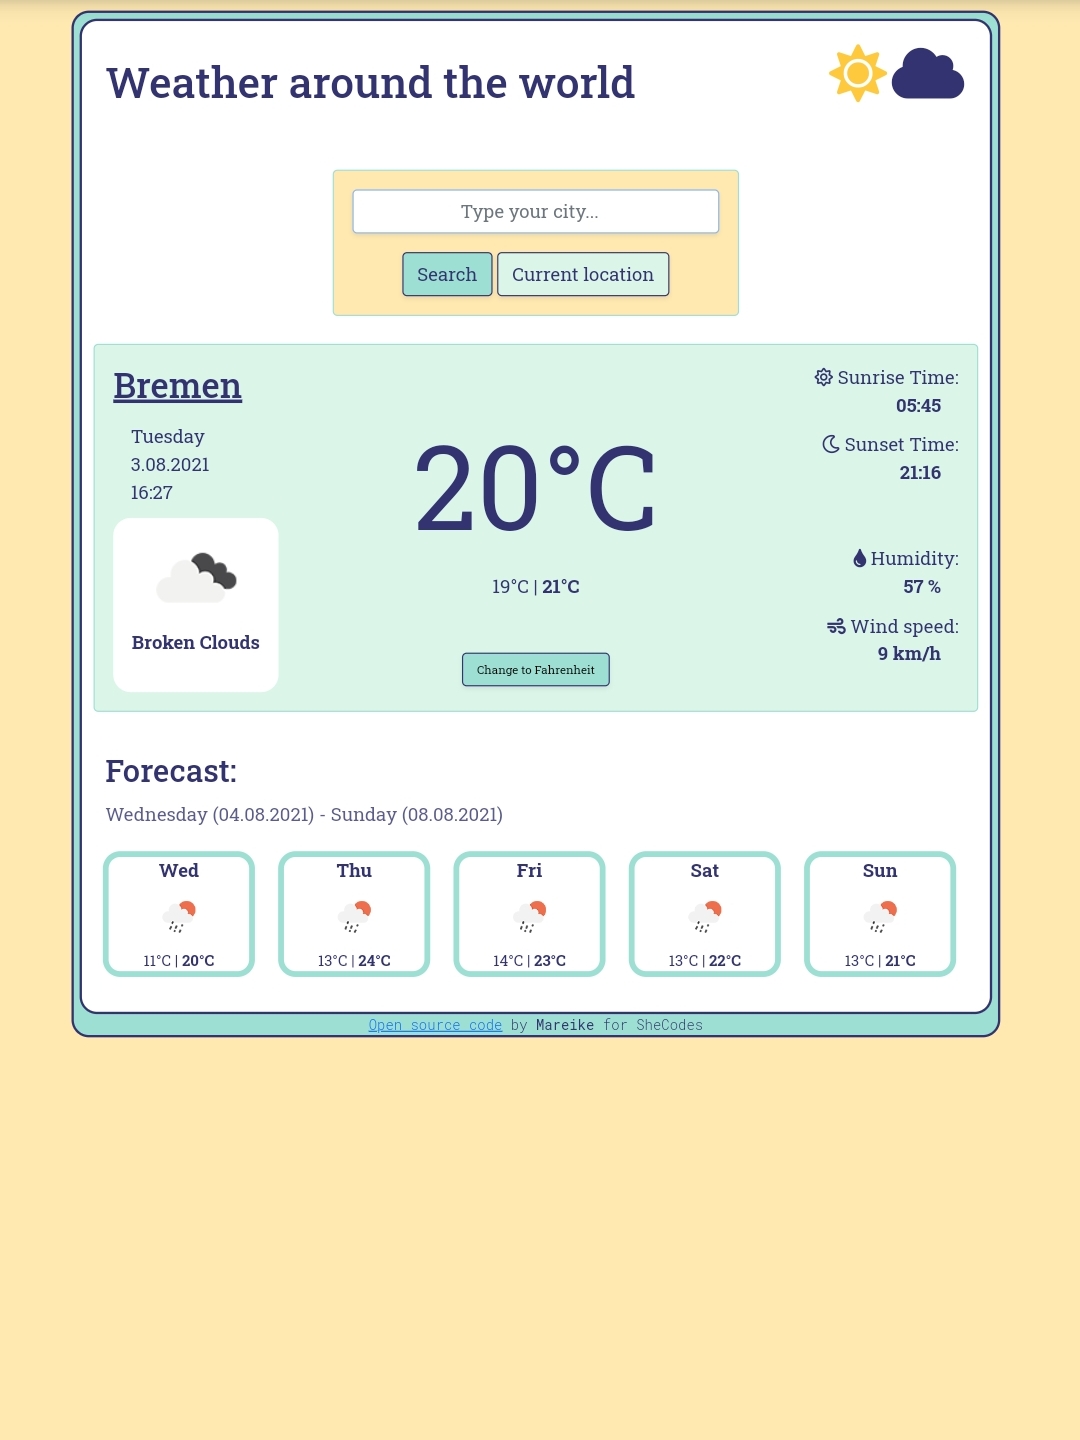 Weather around the world
Type your city...
Search
Current location
Bremen
Tuesday
3.08.2021
16:27
Broken Clouds
20°C
19°C | 21°C
Change to Fahrenheit
Sunrise Time:
05:45
Sunset Time:
21:16
Humidity:
57 %
Wind speed:
9 km/h
Forecast:
Wednesday (04.08.2021) - Sunday (08.08.2021)
Wed
11°C | 20°C
Thu
13°C | 24°C
Fri
14°C | 23°C
Sat
13°C | 22°C
Sun
13°C | 21°C
Open source code by Mareike for SheCodes